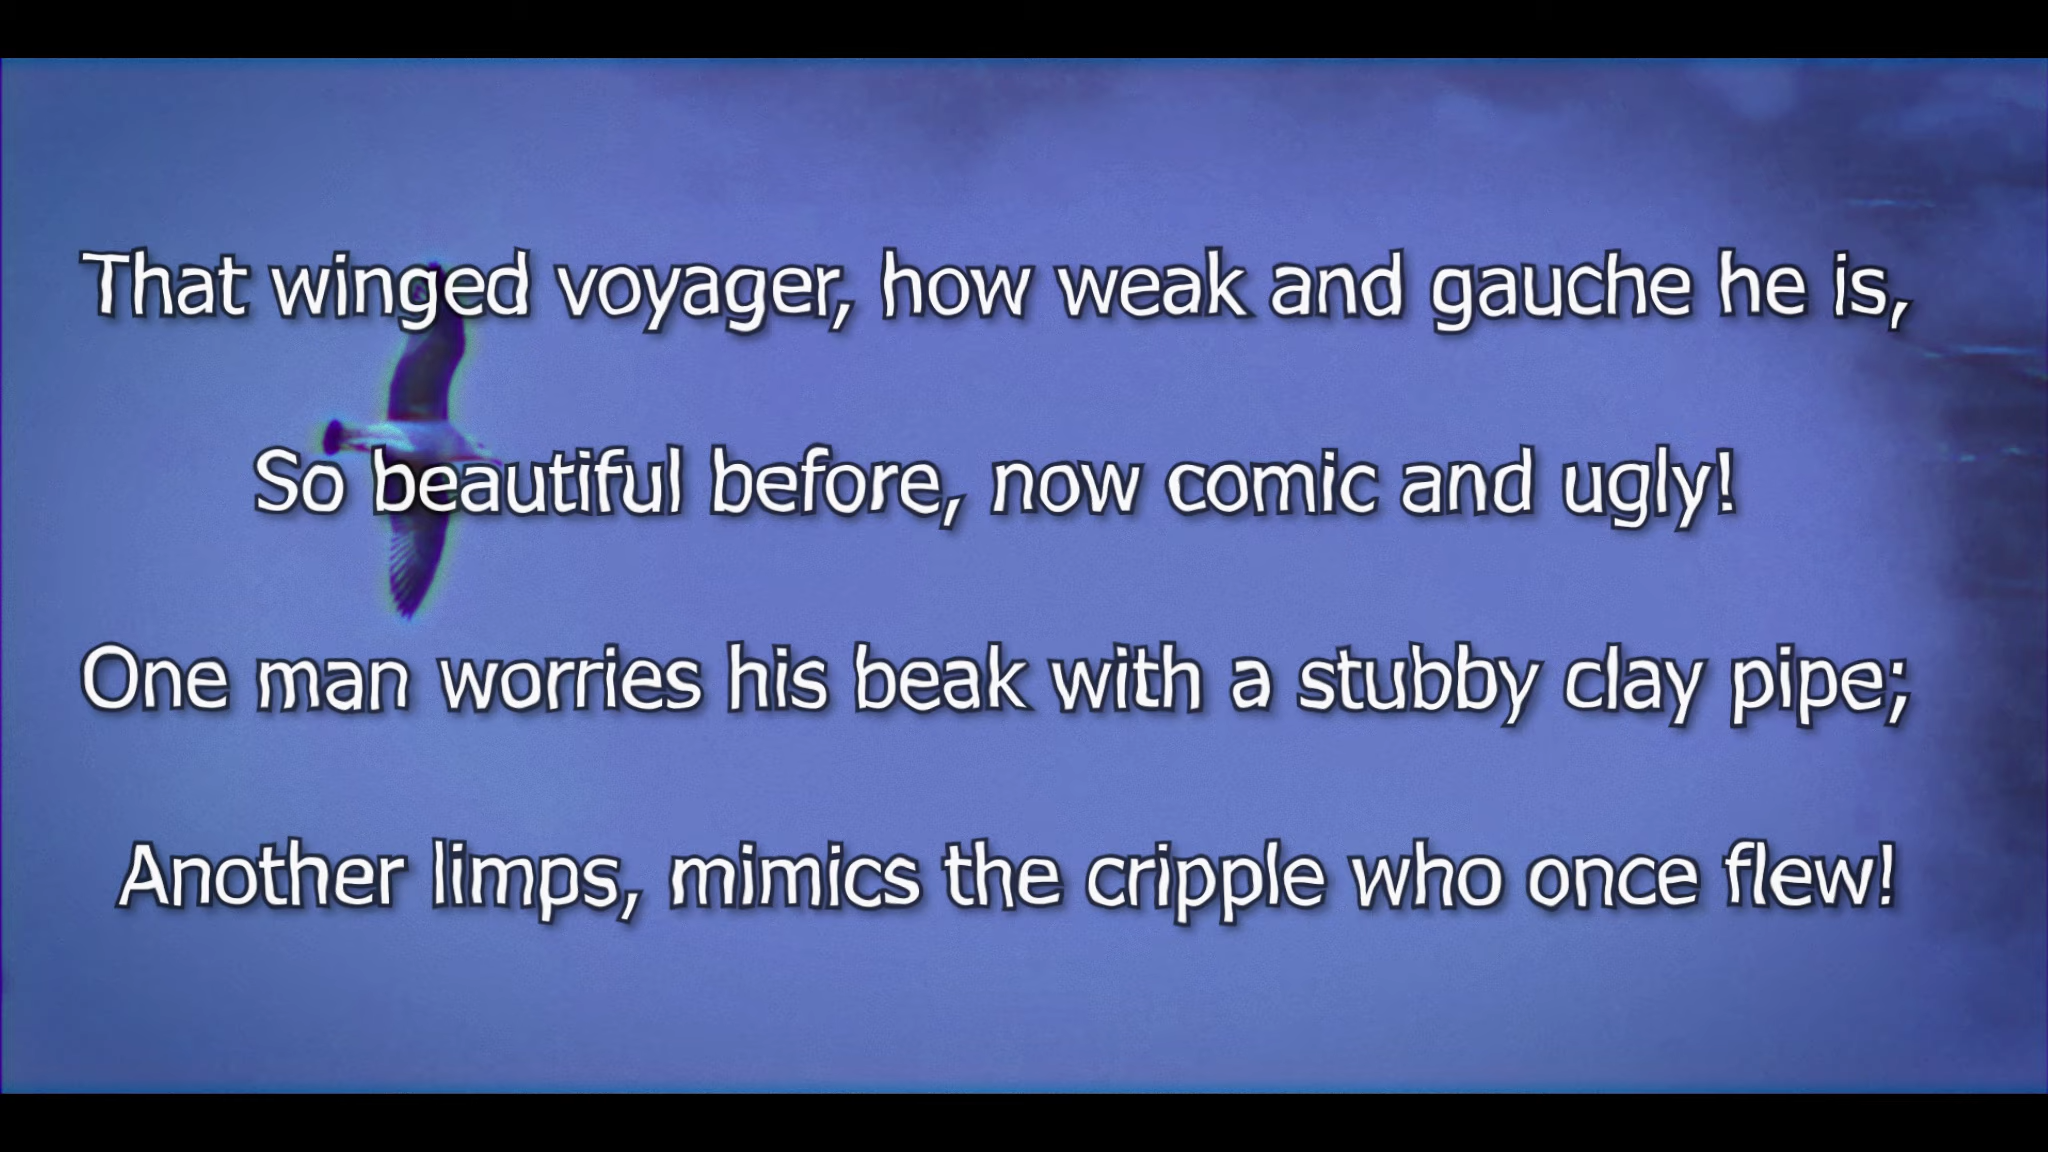 That winged voyager, how weak and gauche he is,
So beautiful before, now comic and ugly!
One man worries his beak with a stubby clay pipe;
Another limps, mimics the cripple who once flew!